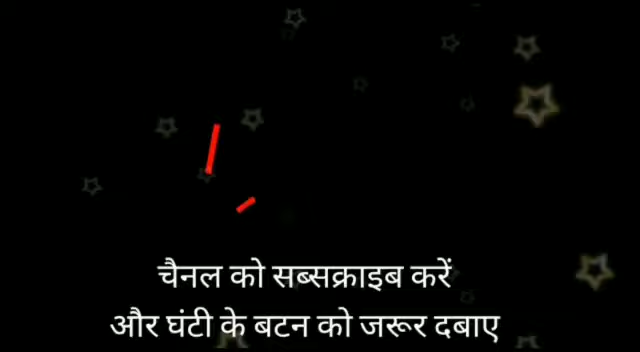 चैनल को सब्सक्राइब करें
और घंटी के बटन को जरूर दबाए